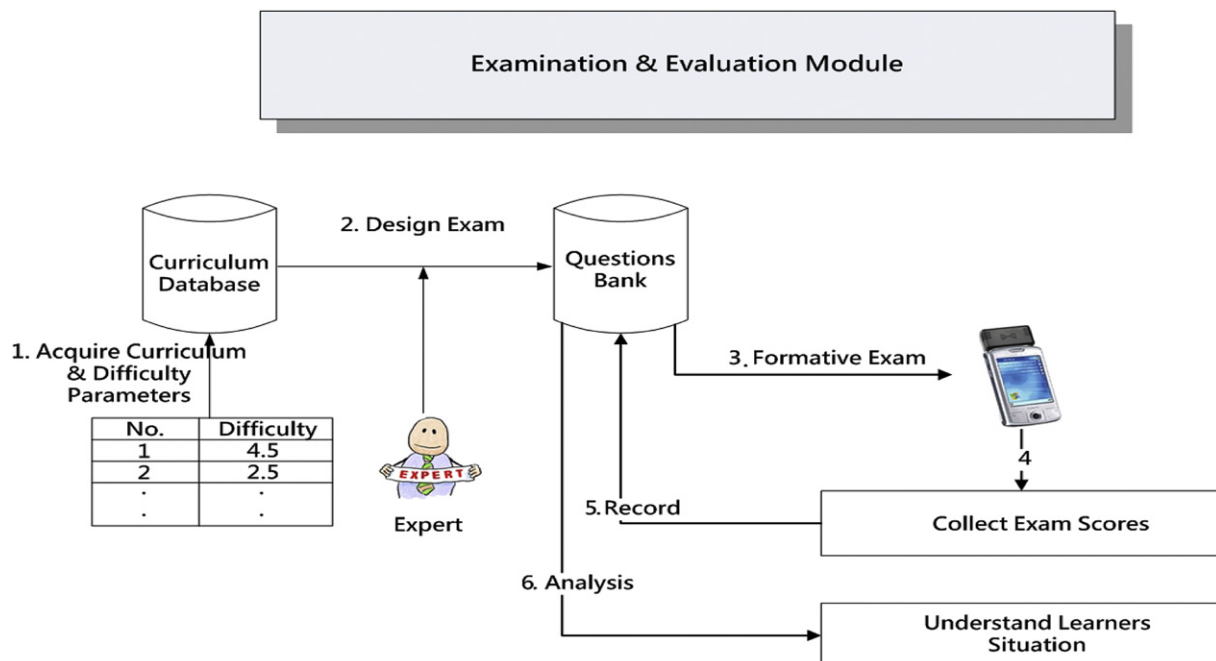 Examination & Evaluation Module
Curriculum
Database
2. Design Exam
Questions
Bank
1. Acquire Curriculum
& Difficulty
Parameters
3. Formative Exam
No. Difficulty
1 4.5
2 2.5
. .
. .
EXPERT
Expert
4
5. Record
Collect Exam Scores
6. Analysis
Understand Learners
Situation